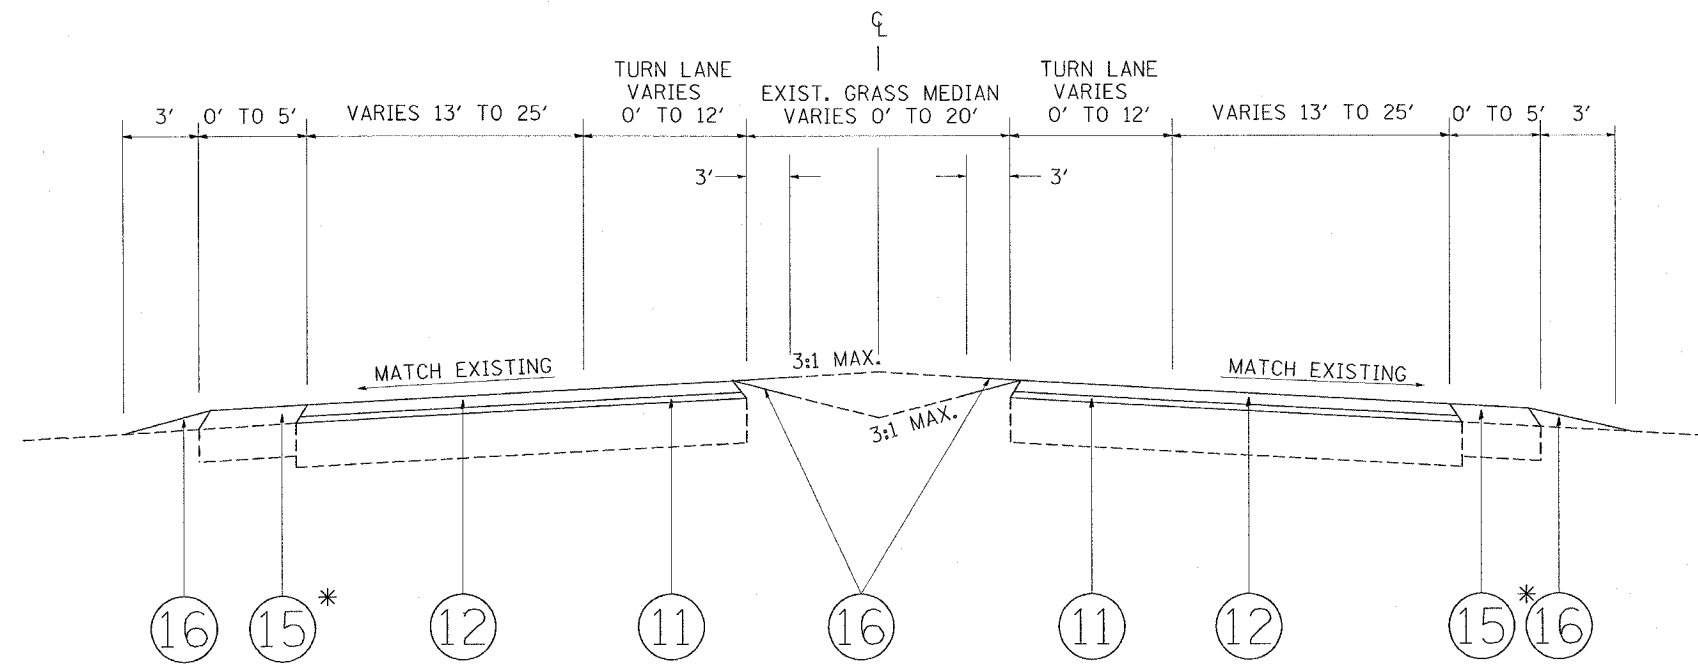 ℄
3' 0' TO 5' VARIES 13' TO 25' TURN LANE VARIES 0' TO 12' EXIST. GRASS MEDIAN VARIES 0' TO 20' TURN LANE VARIES 0' TO 12' VARIES 13' TO 25' 0' TO 5' 3'
3' 3'
MATCH EXISTING 3:1 MAX. MATCH EXISTING
3:1 MAX.
16 15 * 12 11 16 11 12 15 * 16